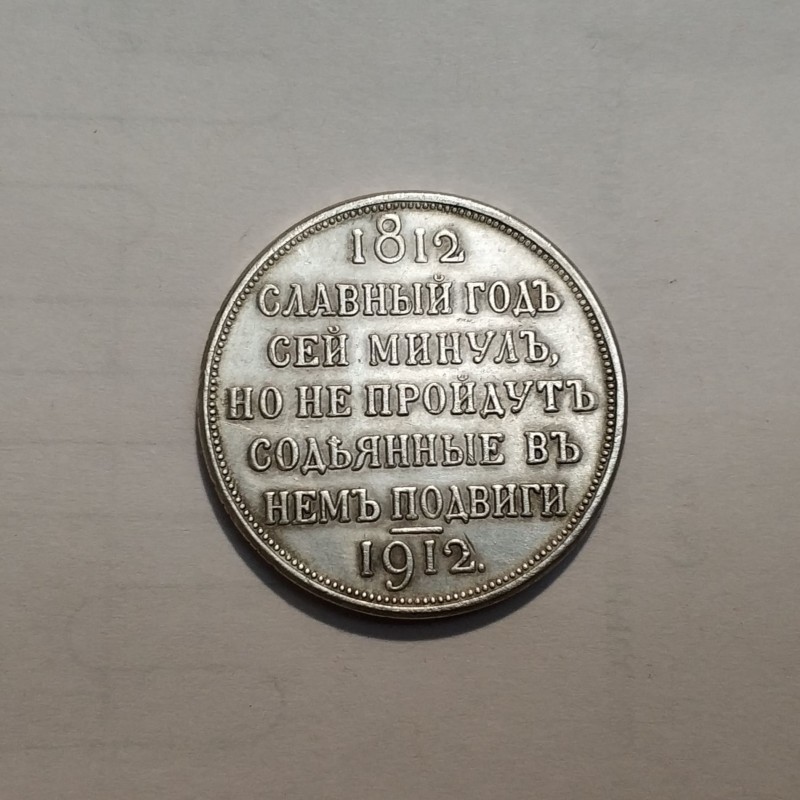 1812
СЛАВНЫЙ ГОДЪ
СЕЙ МИНУЛЪ,
НО НЕ ПРОЙДУТЪ
СОДѢЯННЫЕ ВЪ
НЕМЪ ПОДВИГИ
1912.